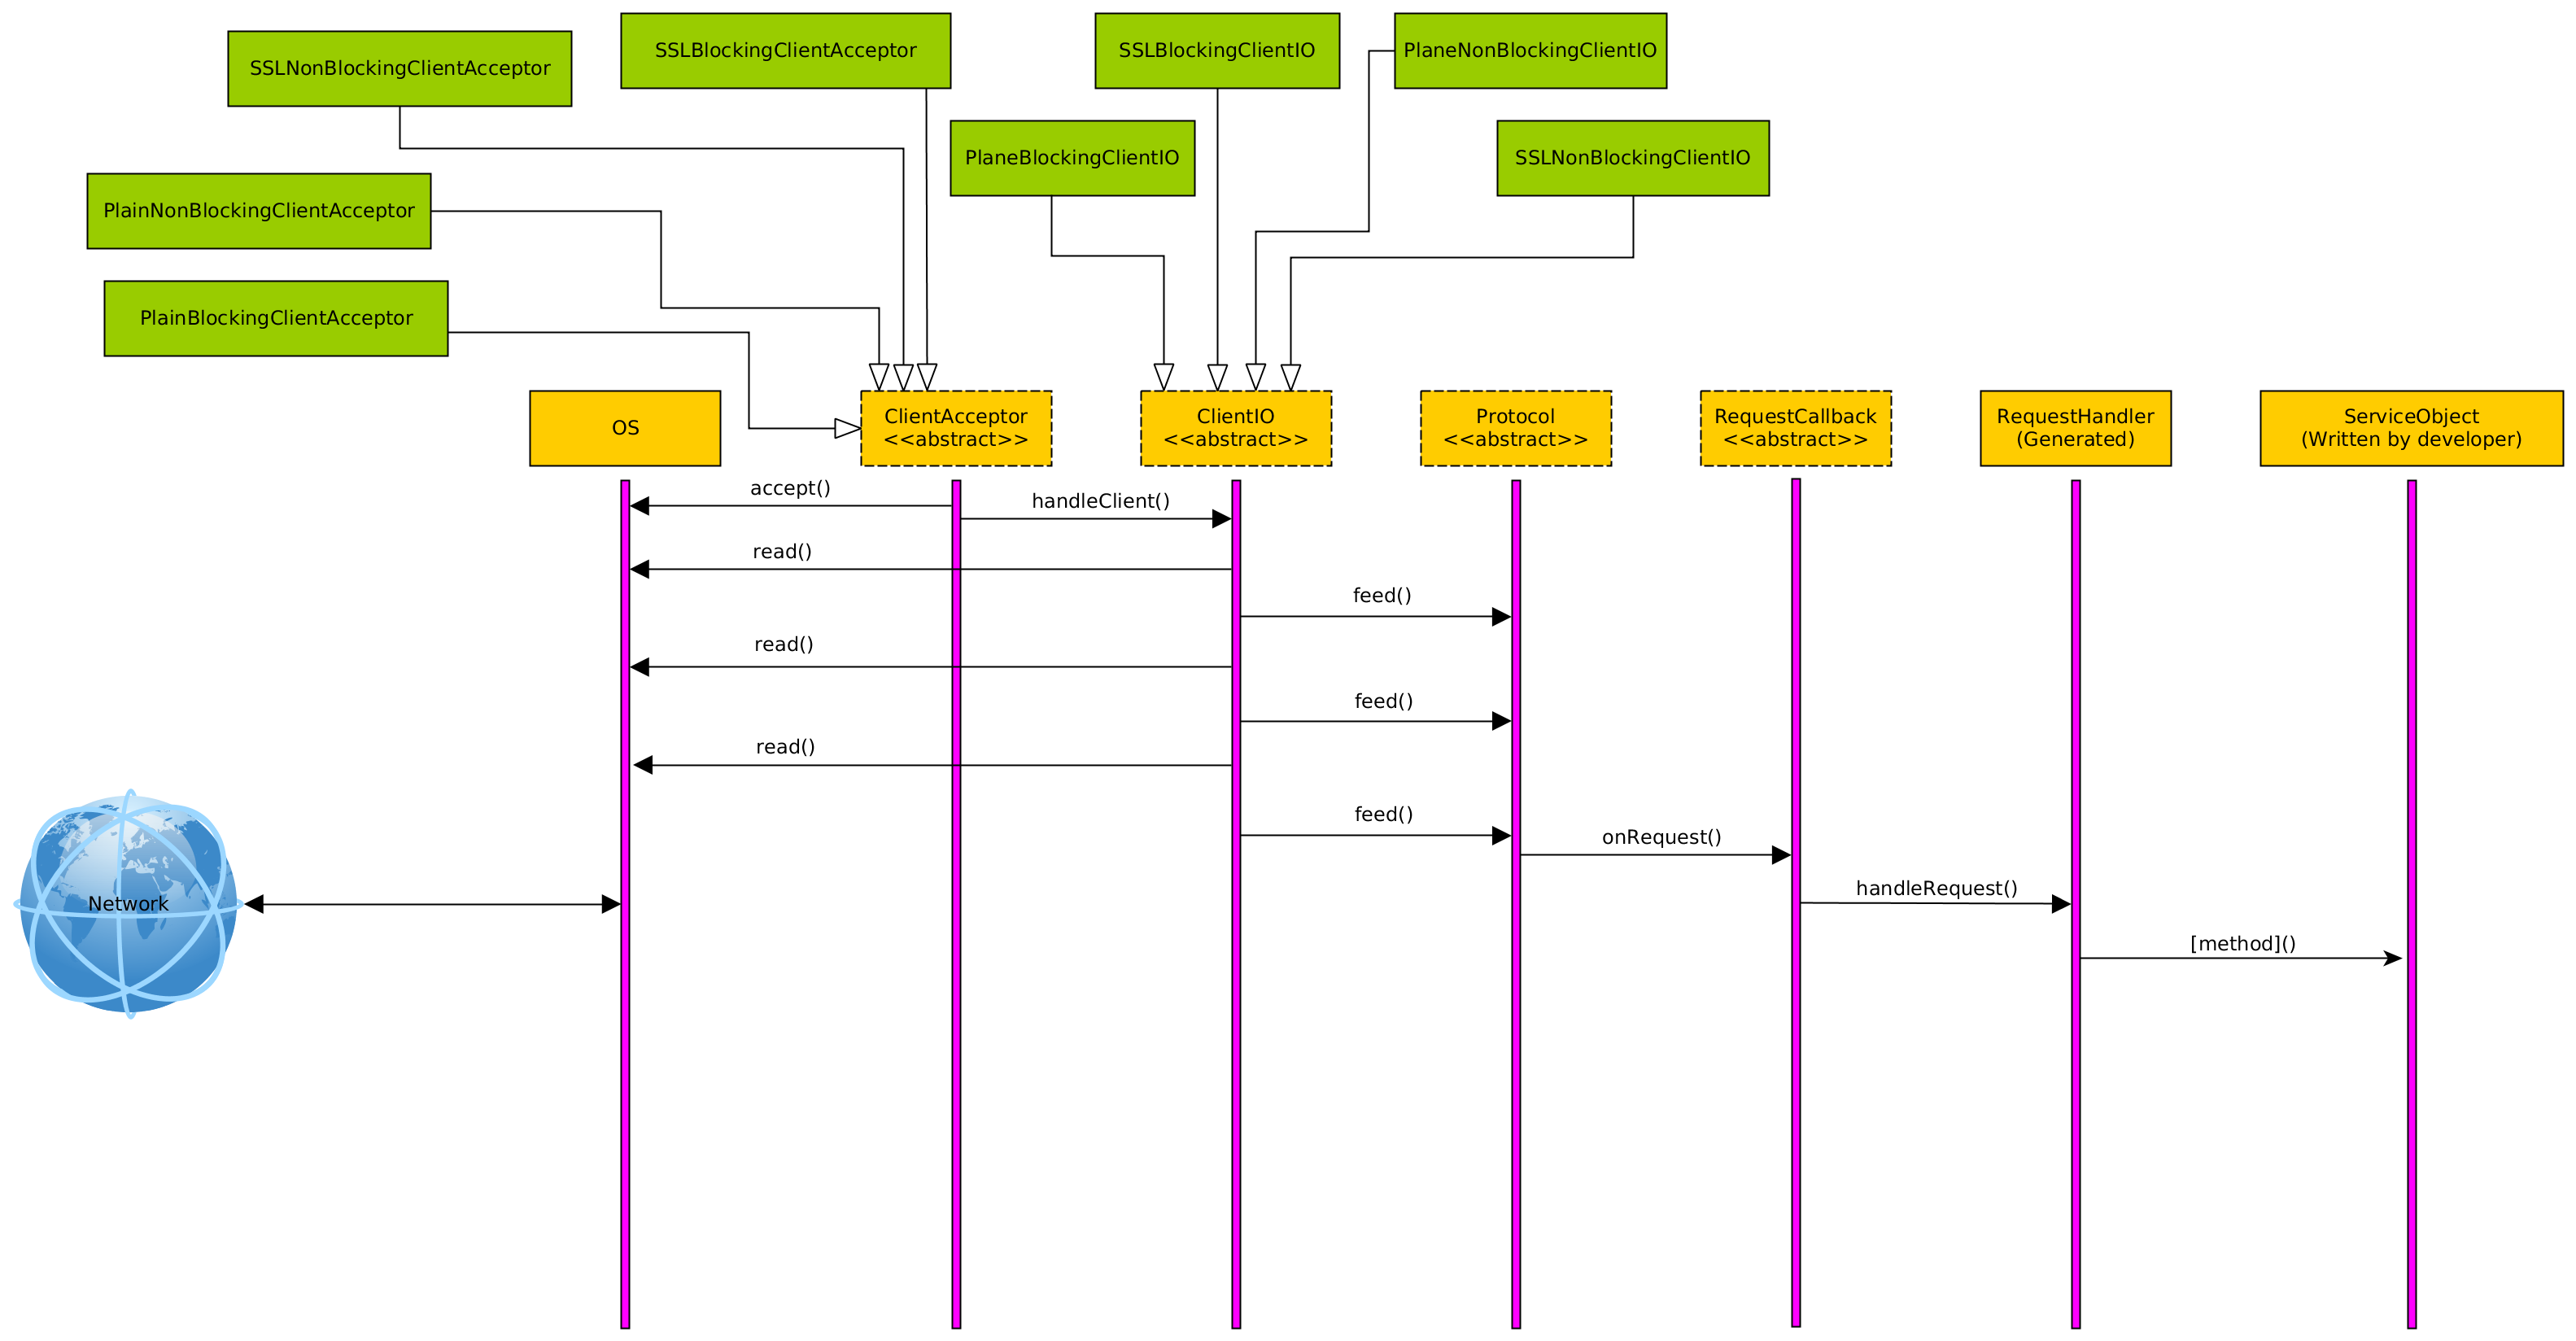 SSLBlockingClientAcceptor
SSLBlockingClientIO
PlaneNonBlockingClientIO
SSLNonBlockingClientAcceptor
PlaneBlockingClientIO
SSLNonBlockingClientIO
PlainNonBlockingClientAcceptor
PlainBlockingClientAcceptor
OS
ClientAcceptor
<<abstract>>
ClientIO
<<abstract>>
Protocol
<<abstract>>
RequestCallback
<<abstract>>
RequestHandler
(Generated)
ServiceObject
(Written by developer)
accept()
handleClient()
read()
feed()
read()
feed()
read()
feed()
onRequest()
handleRequest()
Network
[method]()